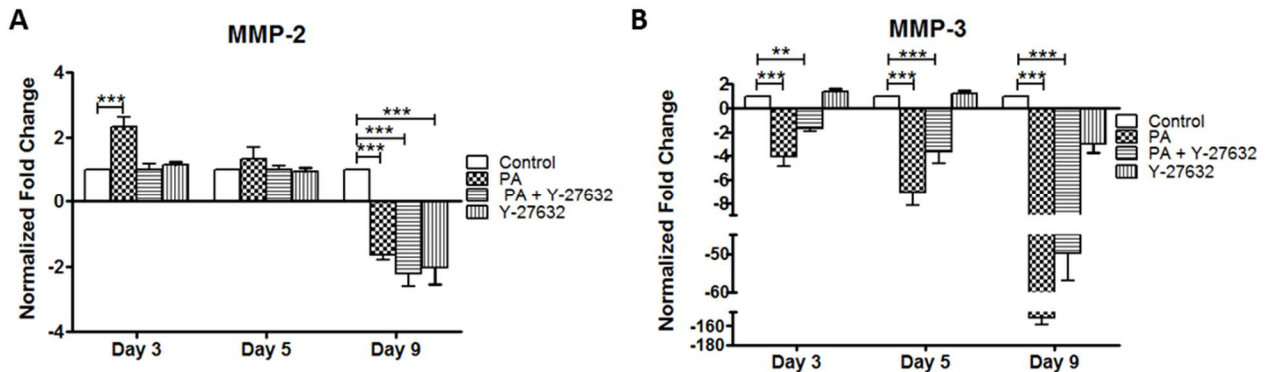 A
MMP-2
Normalized Fold Change
4
2
0
-2
-4
***
***
***
***
Day 3
Day 5
Day 9
Control
PA
PA + Y-27632
Y-27632
B
MMP-3
Normalized Fold Change
2
0
-2
-4
-6
-8
-50
-60
-160
-180
**
***
***
***
***
***
Day 3
Day 5
Day 9
Control
PA
PA + Y-27632
Y-27632